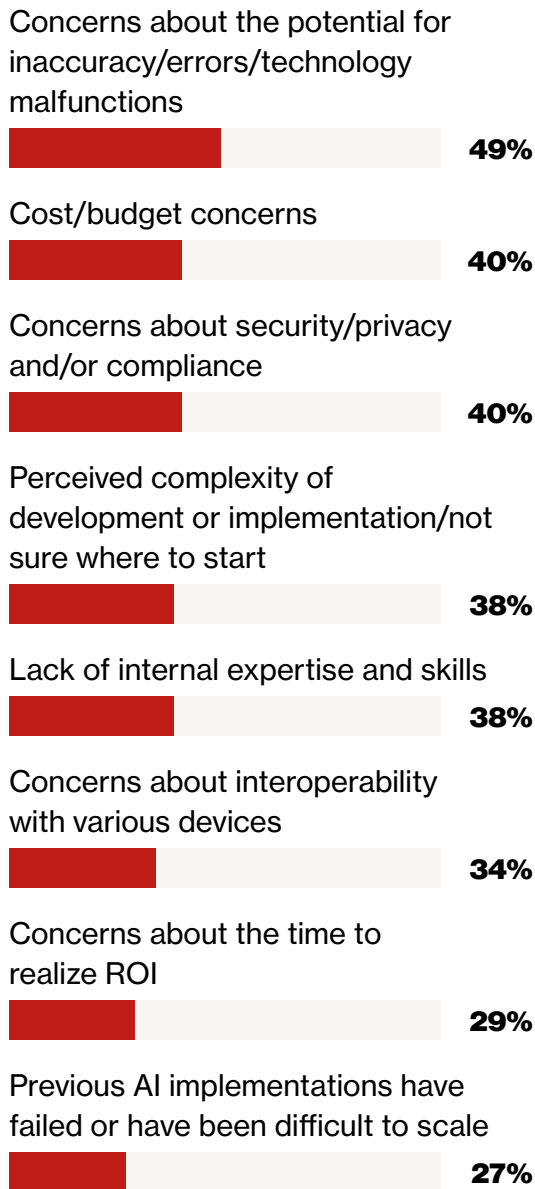 Concerns about the potential for
inaccuracy/errors/technology
malfunctions
49%
Cost/budget concerns
40%
Concerns about security/privacy
and/or compliance
40%
Perceived complexity of
development or implementation/not
sure where to start
38%
Lack of internal expertise and skills
38%
Concerns about interoperability
with various devices
34%
Concerns about the time to
realize ROI
29%
Previous AI implementations have
failed or have been difficult to scale
27%